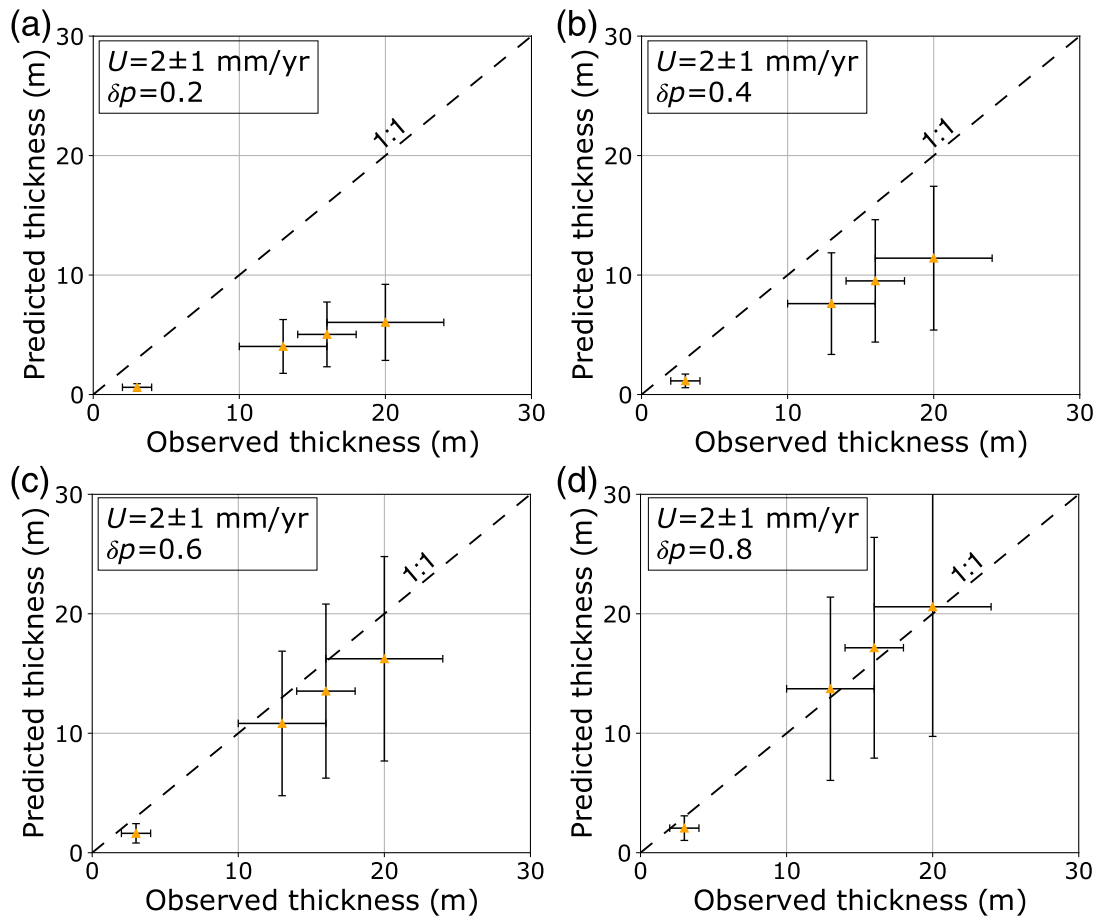 (a)
30
20
10
0
Predicted thickness (m)
U=2±1 mm/yr
δp=0.2
1:1
0 10 20 30
Observed thickness (m)
(b)
30
20
10
0
Predicted thickness (m)
U=2±1 mm/yr
δp=0.4
1:1
0 10 20 30
Observed thickness (m)
(c)
30
20
10
0
Predicted thickness (m)
U=2±1 mm/yr
δp=0.6
1:1
0 10 20 30
Observed thickness (m)
(d)
30
20
10
0
Predicted thickness (m)
U=2±1 mm/yr
δp=0.8
1:1
0 10 20 30
Observed thickness (m)